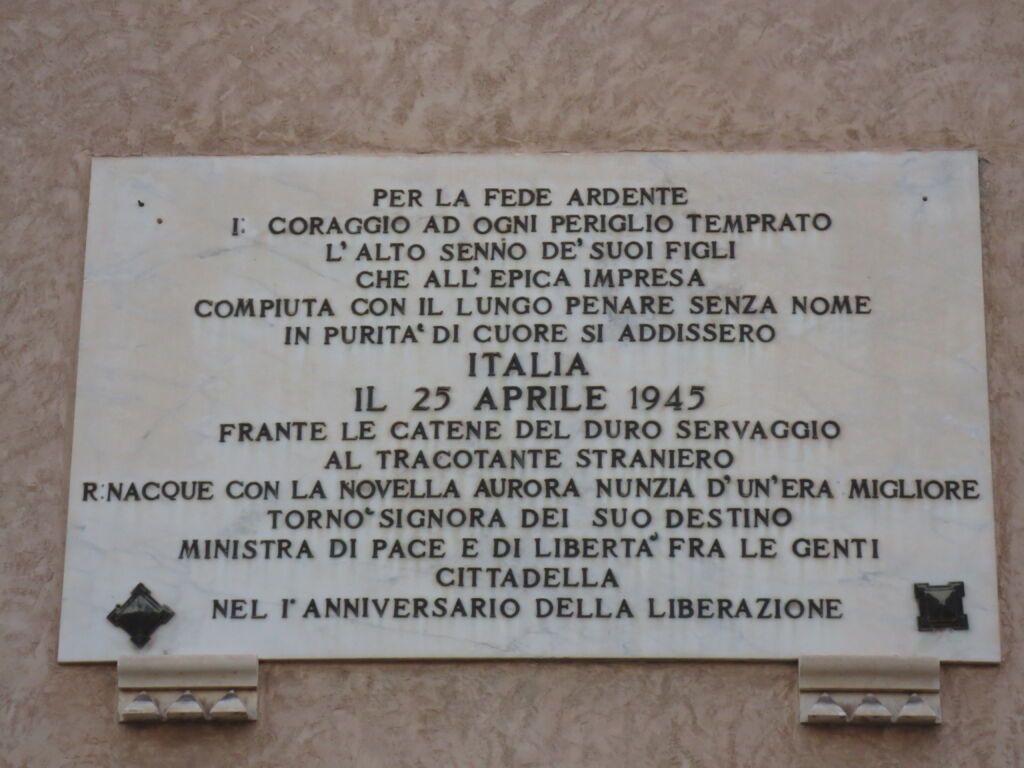 PER LA FEDE ARDENTE
I: CORAGGIO AD OGNI PERIGLIO TEMPRATO
L'ALTO SENNO DE' SUOI FIGLI
CHE ALL'EPICA IMPRESA
COMPIUTA CON IL LUNGO PENARE SENZA NOME
IN PURITA' DI CUORE SI ADDISSERO
ITALIA
IL 25 APRILE 1945
FRANTE LE CATENE DEL DURO SERVAGGIO
AL TRACOTANTE STRANIERO
R:NACQUE CON LA NOVELLA AURORA NUNZIA D'UN'ERA MIGLIORE
TORNO' SIGNORA DEI SUO DESTINO
MINISTRA DI PACE E DI LIBERTA' FRA LE GENTI
CITTADELLA
NEL I° ANNIVERSARIO DELLA LIBERAZIONE